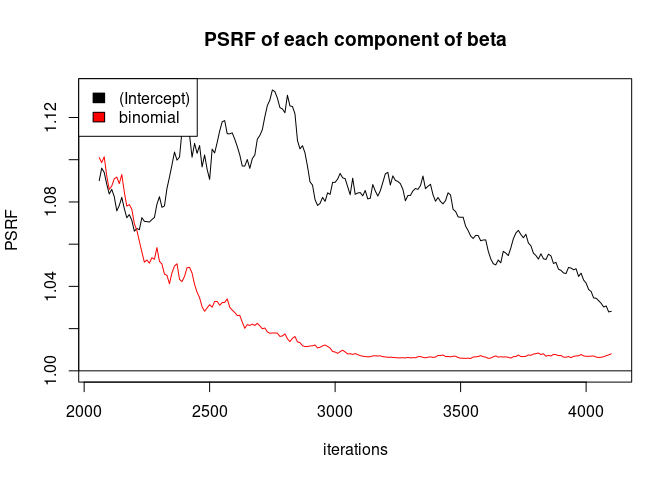 PSRF of each component of beta
(Intercept)
binomial
PSRF
1.12
1.08
1.04
1.00
2000 2500 3000 3500 4000
iterations